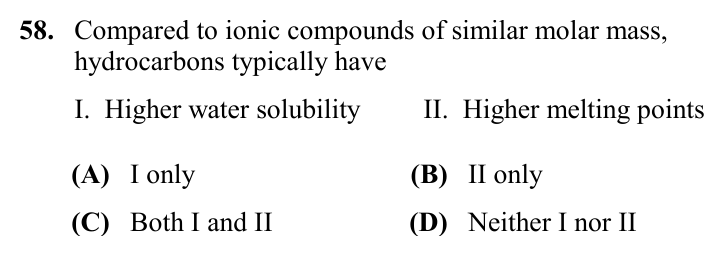 58. Compared to ionic compounds of similar molar mass,
hydrocarbons typically have
I. Higher water solubility II. Higher melting points
(A) I only (B) II only
(C) Both I and II (D) Neither I nor II